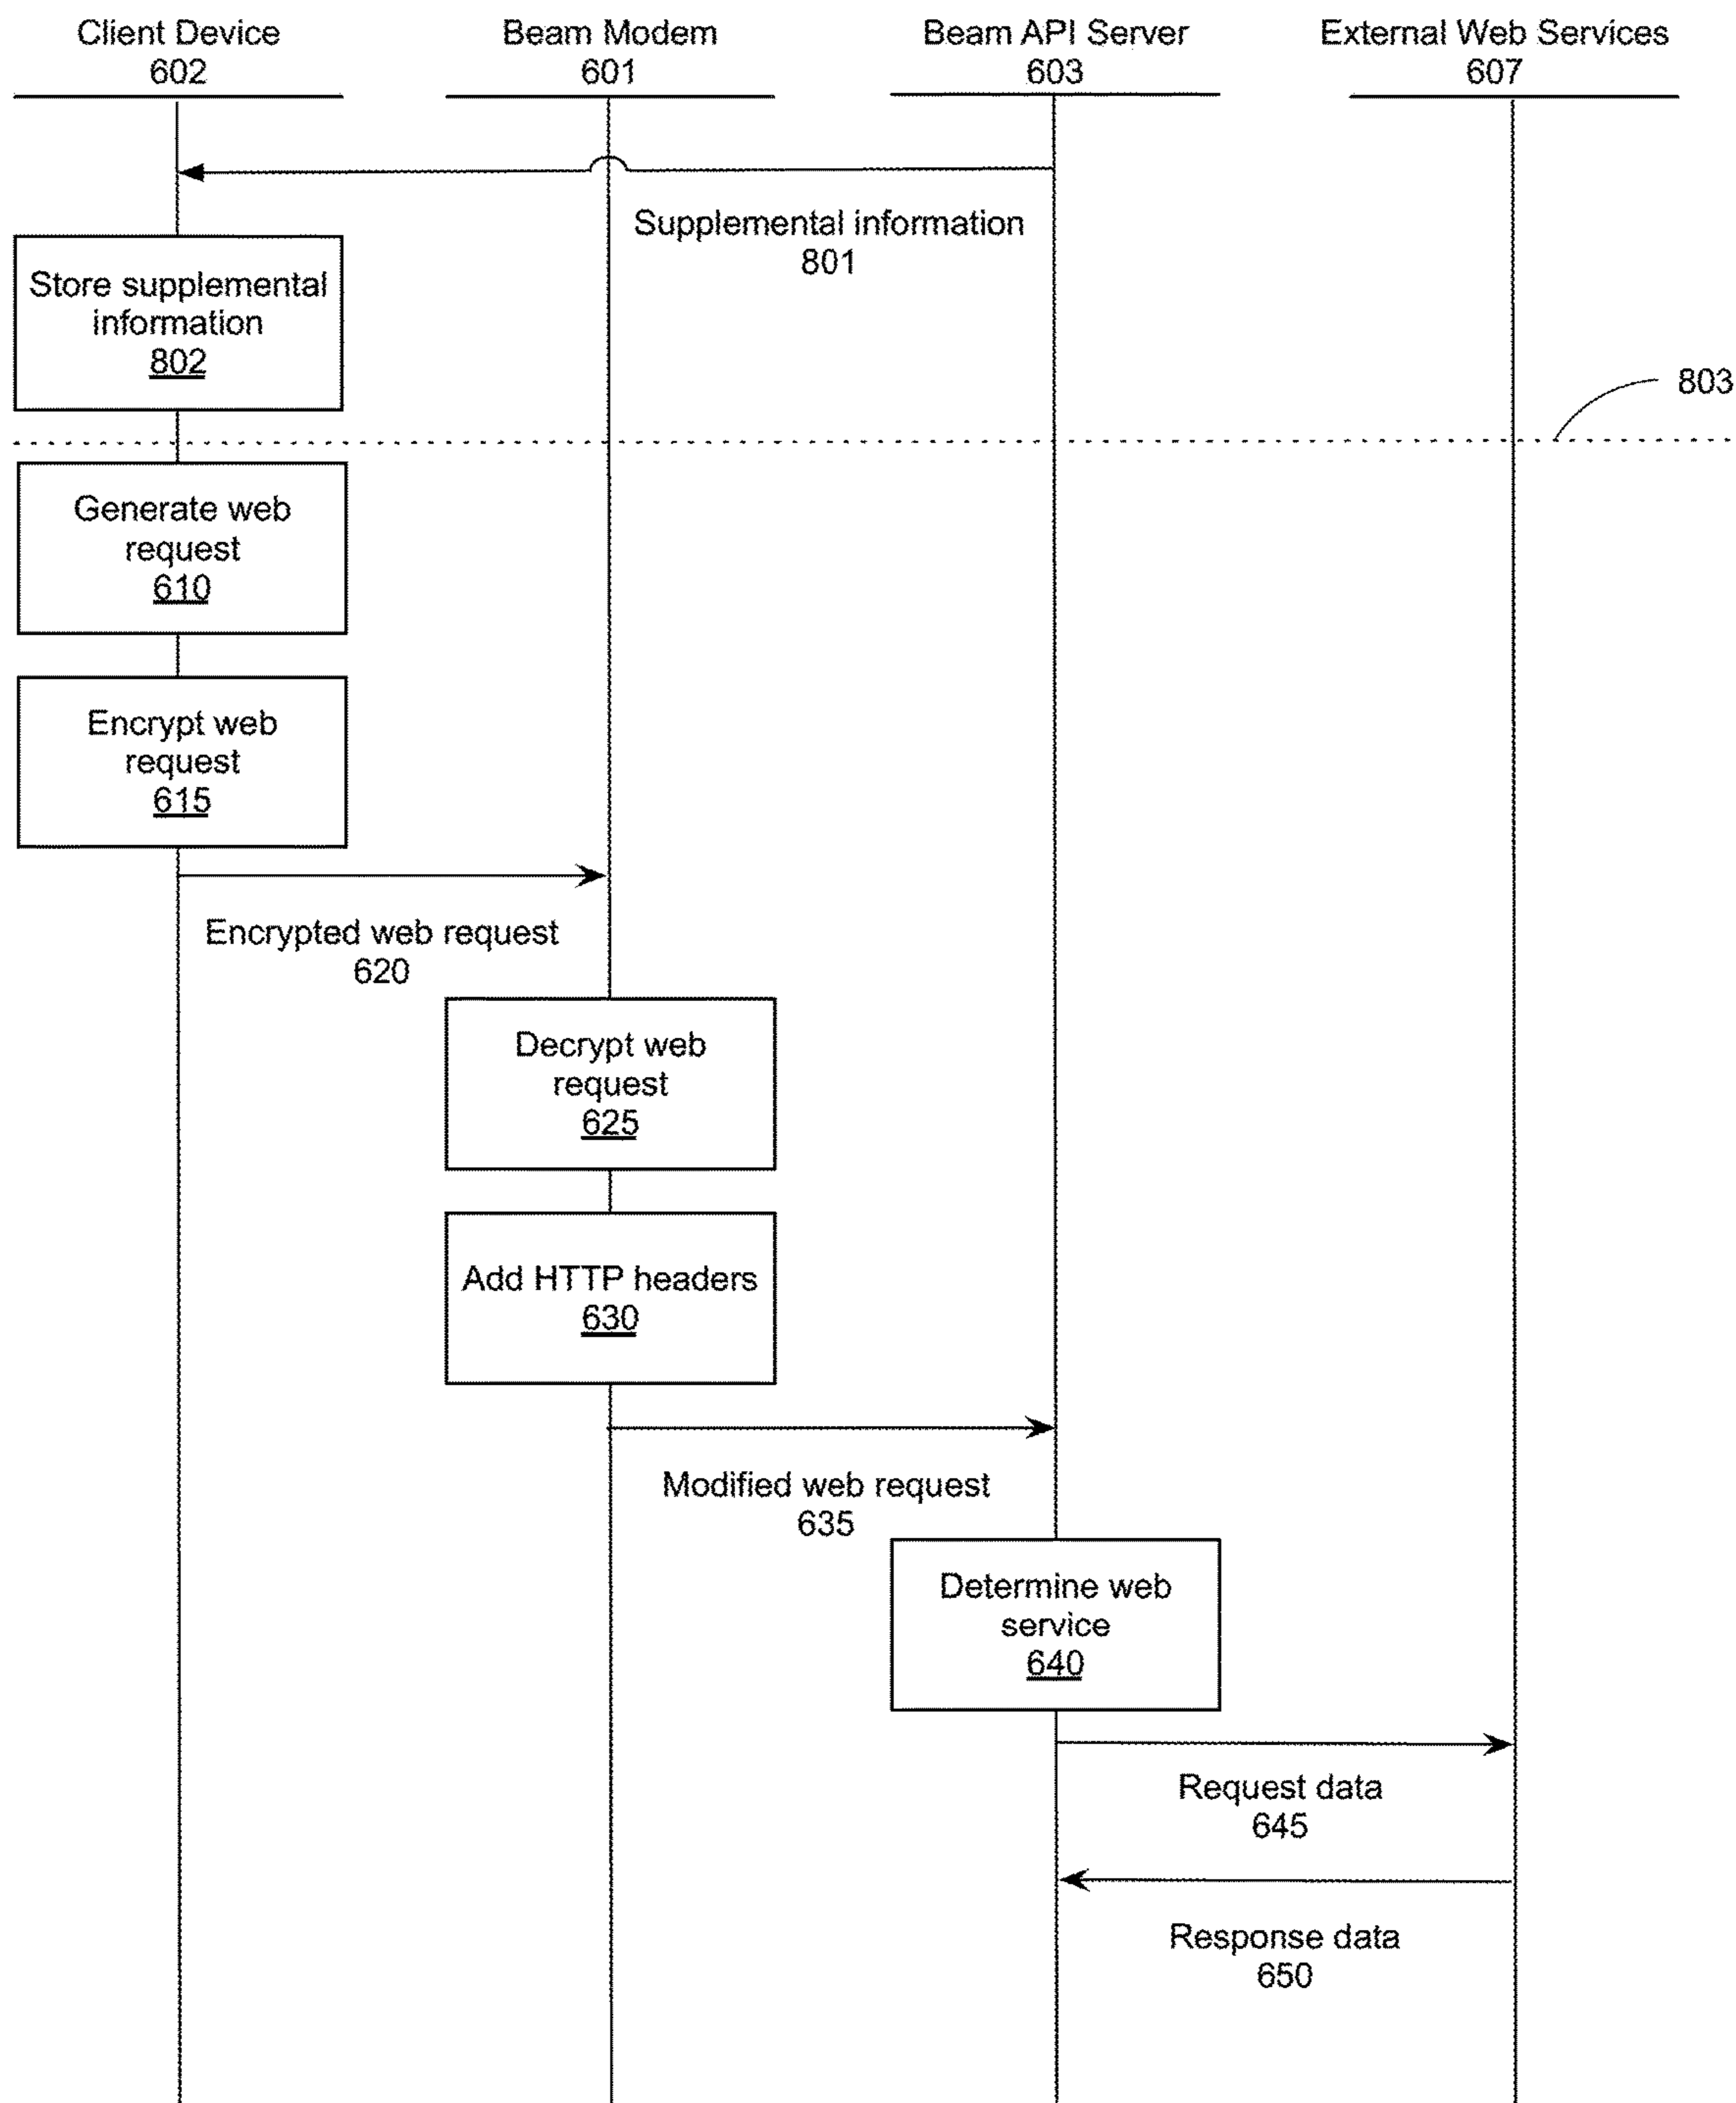 Client Device
602
Beam Modem
601
Beam API Server
603
External Web Services
607
Supplemental information
801
Store supplemental
information
802
803
Generate web
request
610
Encrypt web
request
615
Encrypted web request
620
Decrypt web
request
625
Add HTTP headers
630
Modified web request
635
Determine web
service
640
Request data
645
Response data
650